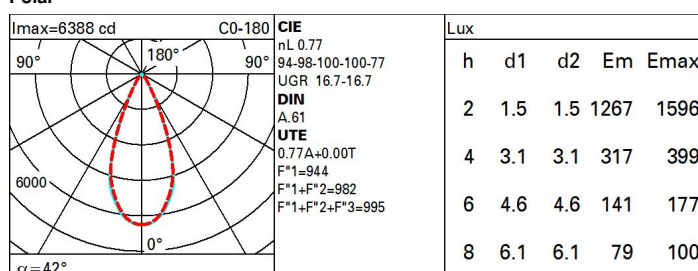 Polar
Imax=6388 cd C0-180
90° 180° 90°
6000
0°
α=42°
CIE
nL 0.77
94-98-100-100-77
UGR 16.7-16.7
DIN
A.61
UTE
0.77A+0.00T
F"1=944
F"1+F"2=982
F"1+F"2+F"3=995
Lux
h d1 d2 Em Emax
2 1.5 1.5 1267 1596
4 3.1 3.1 317 399
6 4.6 4.6 141 177
8 6.1 6.1 79 100